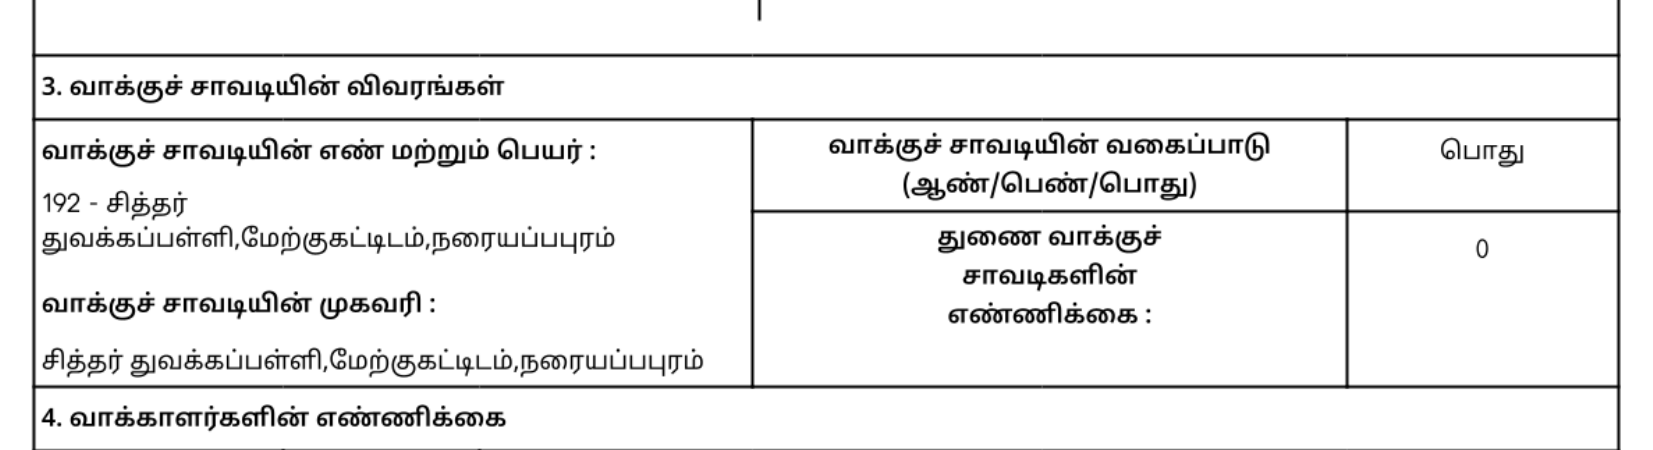 3. வாக்குச் சாவடியின் விவரங்கள்
வாக்குச் சாவடியின் எண் மற்றும் பெயர் :
192 - சித்தர்
துவக்கப்பள்ளி,மேற்குகட்டிடம்,நரையப்பபுரம்
வாக்குச் சாவடியின் முகவரி :
சித்தர் துவக்கப்பள்ளி,மேற்குகட்டிடம்,நரையப்பபுரம்
வாக்குச் சாவடியின் வகைப்பாடு
(ஆண்/பெண்/பொது)
பொது
துணை வாக்குச்
சாவடிகளின்
எண்ணிக்கை :
0
4. வாக்காளர்களின் எண்ணிக்கை